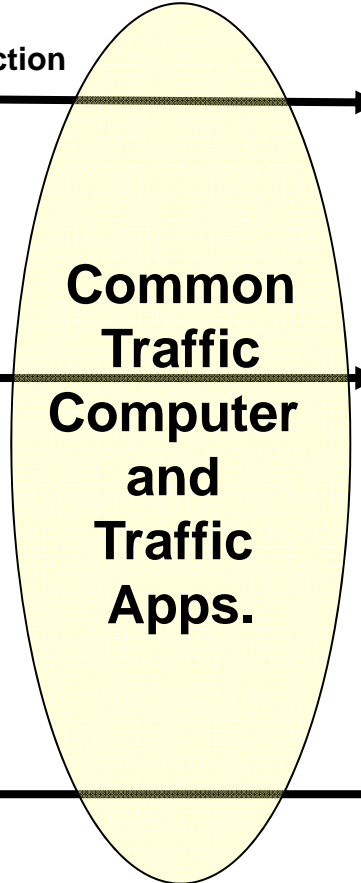 ction
Common
Traffic
Computer
and
Traffic
Apps.